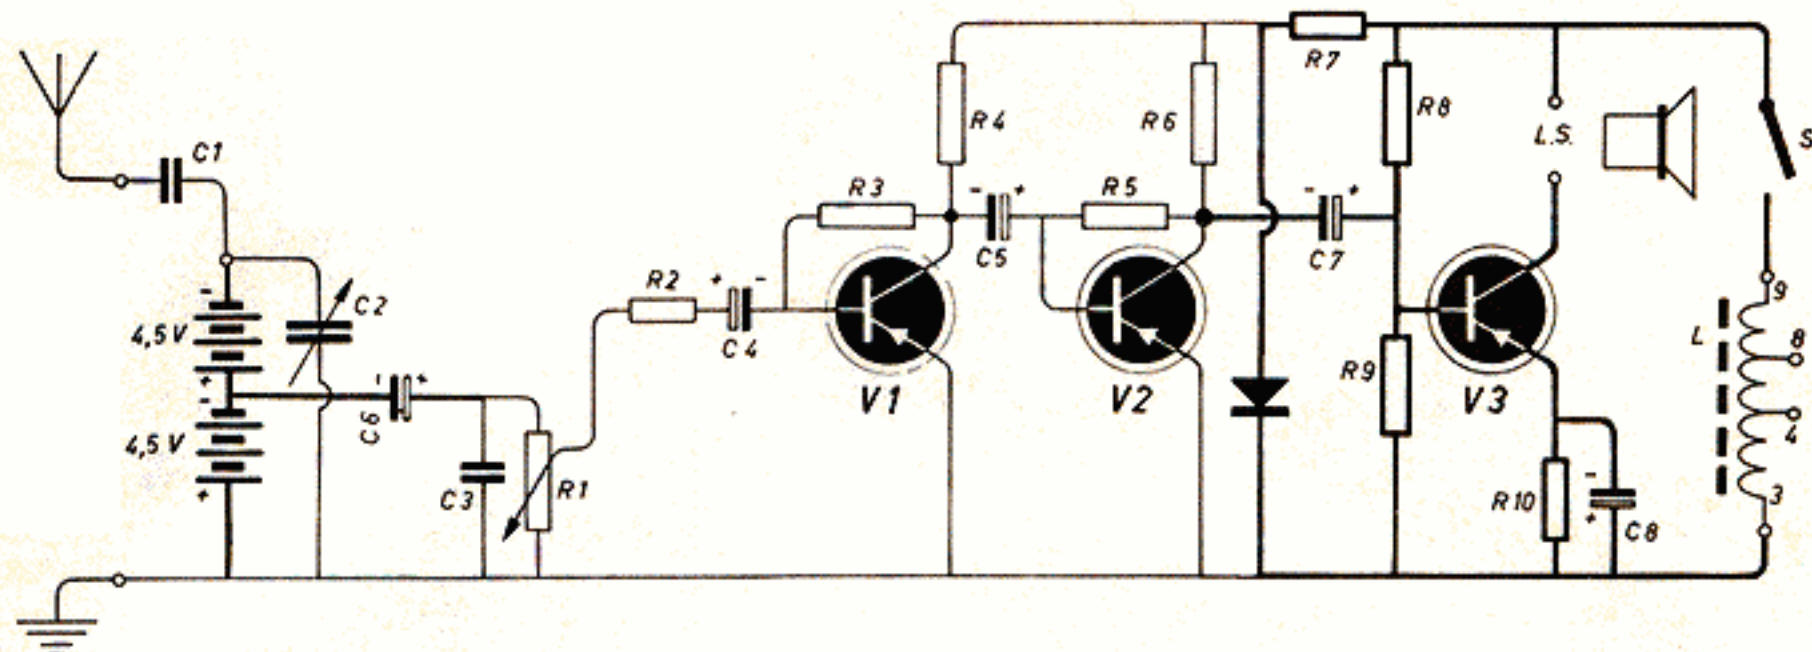 C1
-
4,5 V
+
-
4,5 V
+
C2
- +
C6
C3
R1
R2
+ -
C4
R3
V1
R4
- +
C5
R5
V2
R6
R7
- +
C7
R8
R9
V3
L.S.
R10
-
+
C8
S
9
8
L
4
3